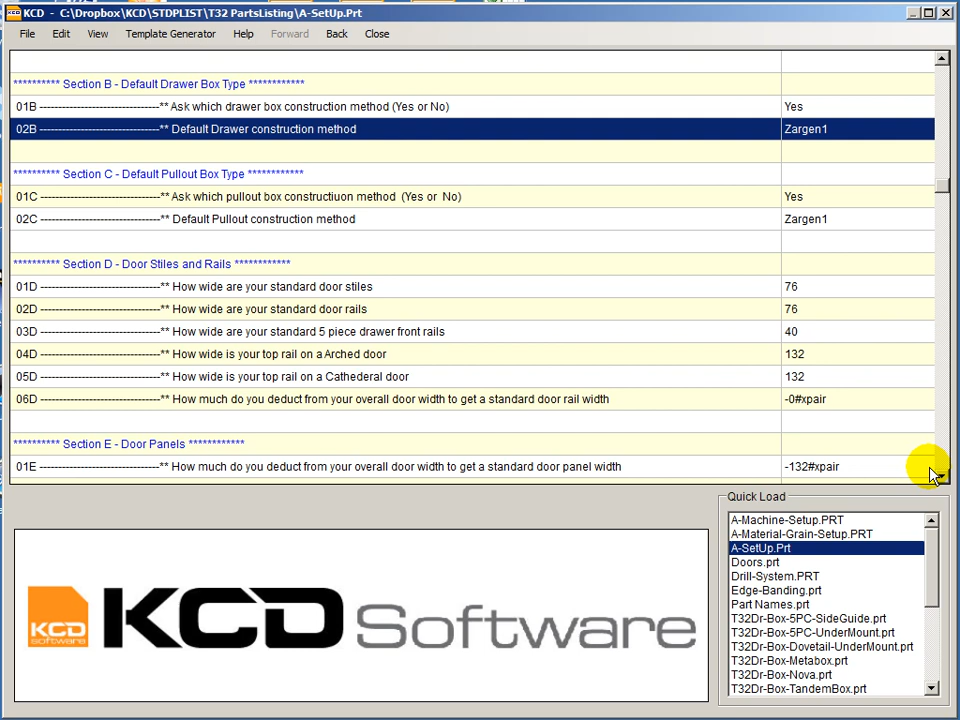 KCD - C:\Dropbox\KCD\STDPLIST\T32 PartsListing\A-SetUp.Prt
File Edit View Template Generator Help Forward Back Close
********** Section B - Default Drawer Box Type ************
01B --------------------------------** Ask which drawer box construction method (Yes or No) Yes
02B --------------------------------** Default Drawer construction method Zargen1
********** Section C - Default Pullout Box Type ************
01C --------------------------------** Ask which pullout box constructiuon method (Yes or No) Yes
02C --------------------------------** Default Pullout construction method Zargen1
********** Section D - Door Stiles and Rails ************
01D --------------------------------** How wide are your standard door stiles 76
02D --------------------------------** How wide are your standard door rails 76
03D --------------------------------** How wide are your standard 5 piece drawer front rails 40
04D --------------------------------** How wide is your top rail on a Arched door 132
05D --------------------------------** How wide is your top rail on a Cathederal door 132
06D --------------------------------** How much do you deduct from your overall door width to get a standard door rail width -0#xpair
********** Section E - Door Panels ************
01E --------------------------------** How much do you deduct from your overall door width to get a standard door panel width -132#xpair
Quick Load
A-Machine-Setup.PRT
A-Material-Grain-Setup.PRT
A-SetUp.Prt
Doors.prt
Drill-System.PRT
Edge-Banding.prt
Part Names.prt
T32Dr-Box-5PC-SideGuide.prt
T32Dr-Box-5PC-UnderMount.prt
T32Dr-Box-Dovetail-UnderMount.prt
T32Dr-Box-Metabox.prt
T32Dr-Box-Nova.prt
T32Dr-Box-TandemBox.prt
KCD software
KCD Software